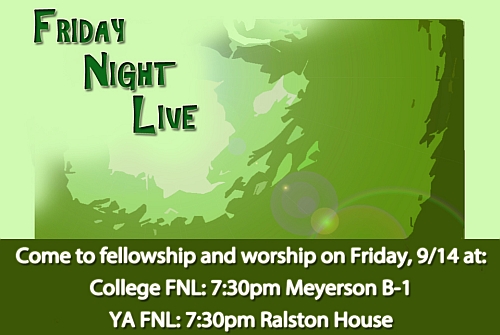 Friday
Night
Live
Come to fellowship and worship on Friday, 9/14 at:
College FNL: 7:30pm Meyerson B-1
YA FNL: 7:30pm Ralston House